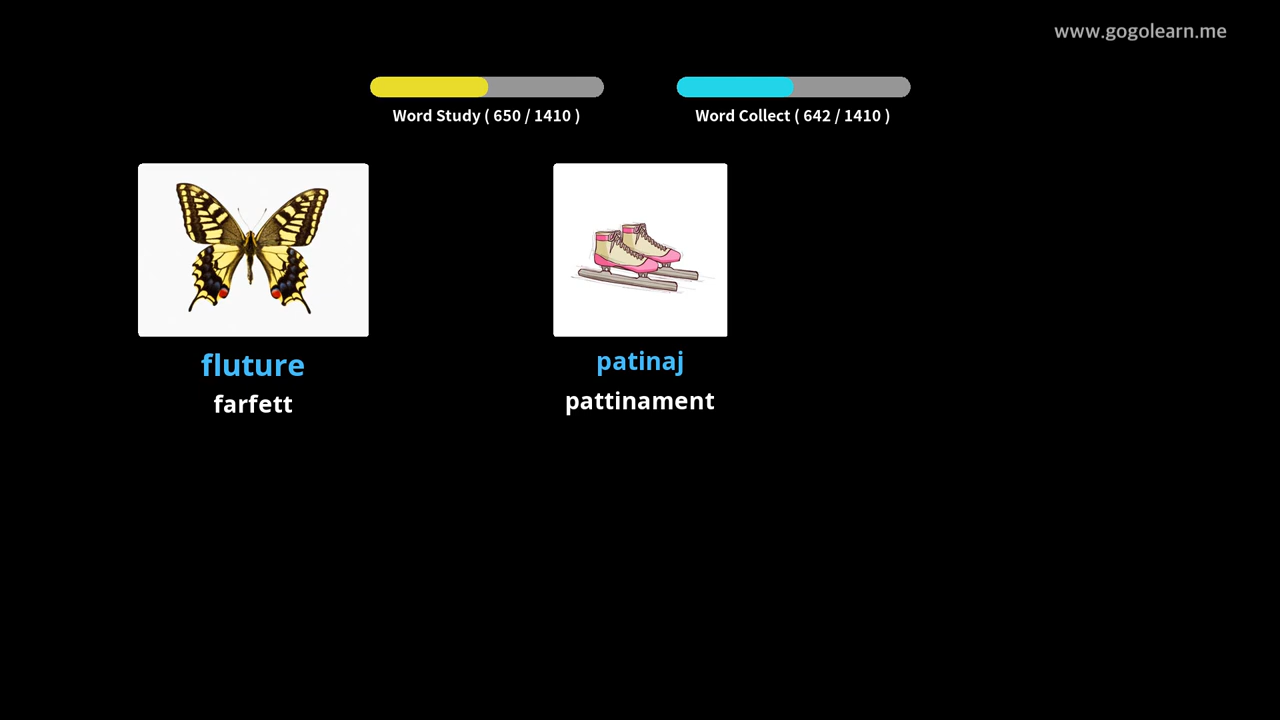 www.gogolearn.me
Word Study ( 650 / 1410 )
Word Collect ( 642 / 1410 )
fluture
farfett
patinaj
pattinament